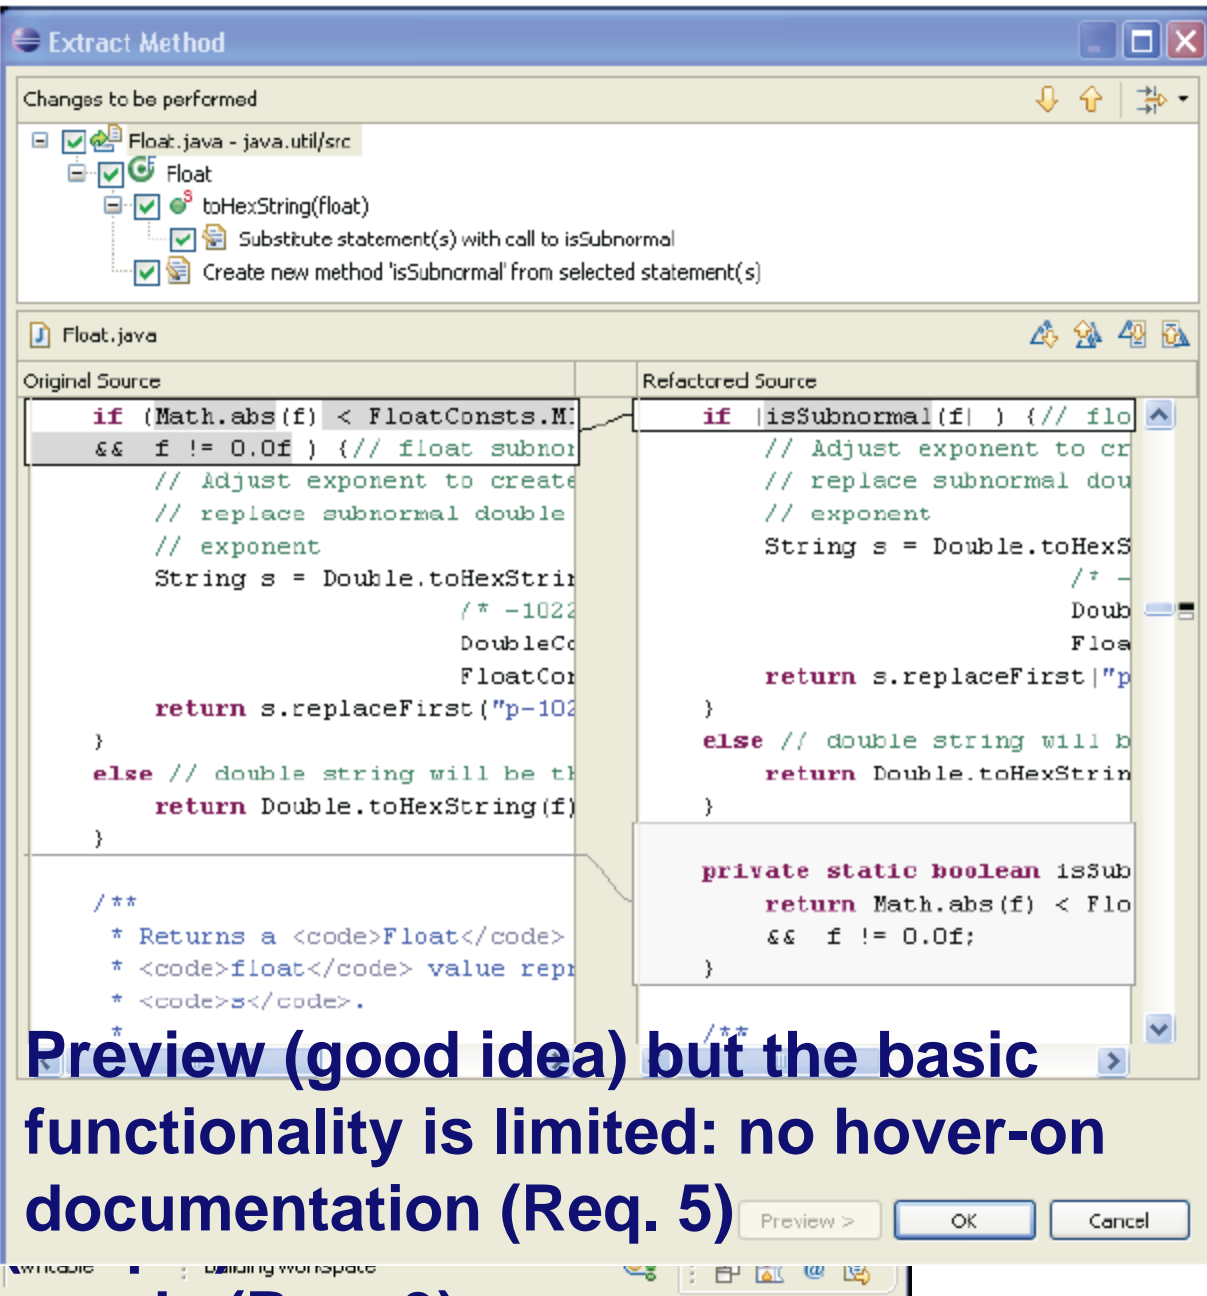 Extract Method
Changes to be performed
Float.java - java.util/src
Float
toHexString(float)
Substitute statement(s) with call to isSubnormal
Create new method 'isSubnormal' from selected statement(s)
Float.java
Original Source
if (Math.abs(f) < FloatConsts.MI
&& f != 0.0f ) {// float subnor
// Adjust exponent to create
// replace subnormal double
// exponent
String s = Double.toHexStrin
/* -1022
DoubleCo
FloatCon
return s.replaceFirst("p-102
}
else // double string will be th
return Double.toHexString(f)
}
/**
* Returns a <code>Float</code>
* <code>float</code> value repr
* <code>s</code>.
*
Refactored Source
if (isSubnormal(f) ) {// flo
// Adjust exponent to cr
// replace subnormal dou
// exponent
String s = Double.toHexS
/* -
Doub
Floa
return s.replaceFirst("p
}
else // double string will b
return Double.toHexStrin
}
private static boolean isSub
return Math.abs(f) < Flo
&& f != 0.0f;
}
/**
Preview (good idea) but the basic
functionality is limited: no hover-on
documentation (Req. 5)
Preview >
OK
Cancel
Writable
Building workspace